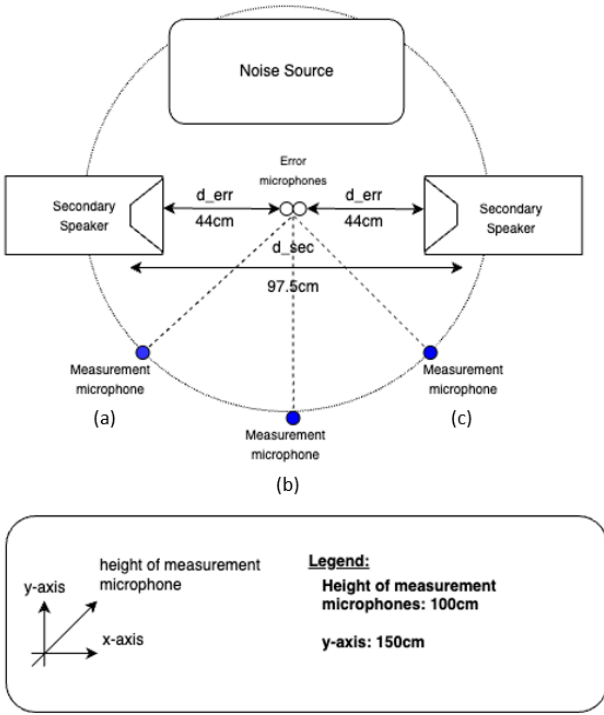 Noise Source
Error
microphones
d_err
d_err
44cm
44cm
Secondary
Speaker
Secondary
Speaker
d_sec
97.5cm
Measurement
microphone
(a)
Measurement
microphone
(c)
Measurement
microphone
(b)
height of measurement
microphone
y-axis
x-axis
Legend:
Height of measurement
microphones: 100cm
y-axis: 150cm